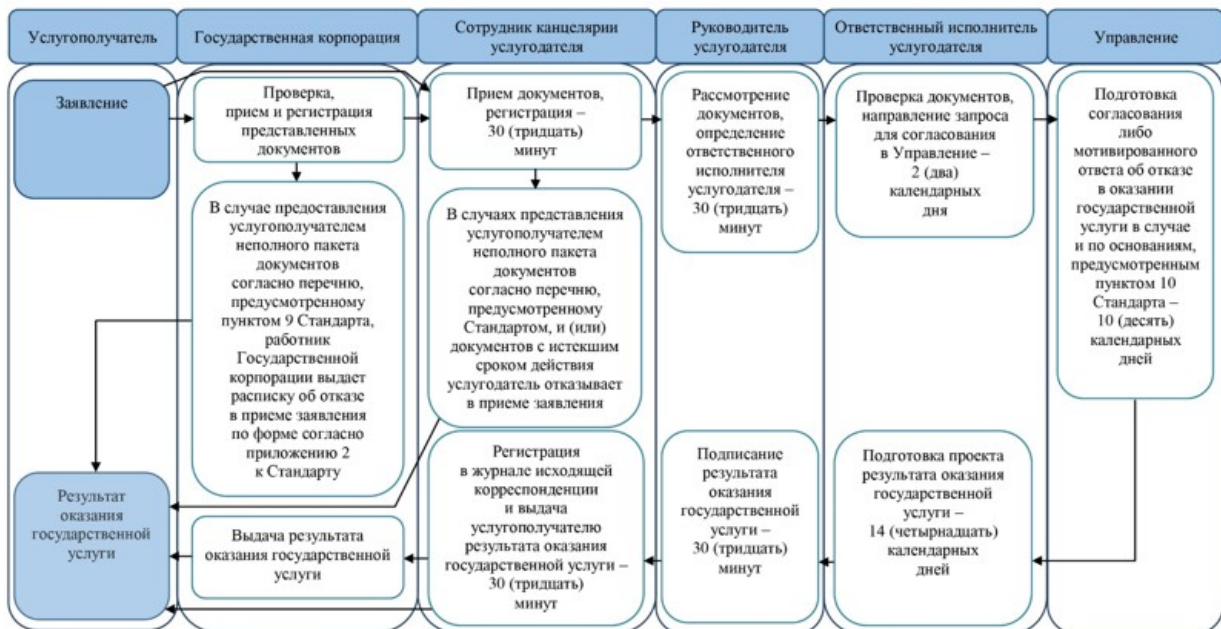 Услугополучатель
Государственная корпорация
Сотрудник канцелярии
услугодателя
Руководитель
услугодателя
Ответственный исполнитель
услугодателя
Управление
Заявление
Проверка,
прием и регистрация
представленных
документов
Прием документов,
регистрация –
30 (тридцать)
минут
Рассмотрение
документов,
определение
ответственного
исполнителя
услугодателя –
30 (тридцать)
минут
Проверка документов,
направление запроса
для согласования
в Управление –
2 (два)
календарных
дня
Подготовка
согласования
либо
мотивированного
ответа об отказе
в оказании
государственной
услуги в случае
и по основаниям,
предусмотренным
пунктом 10
Стандарта –
10 (десять)
календарных
дней
В случае предоставления
услугополучателем
неполного пакета
документов
согласно перечню,
предусмотренному
пунктом 9 Стандарта,
работник
Государственной
корпорации выдает
расписку об отказе
в приеме заявления
по форме согласно
приложению 2
к Стандарту
В случаях представления
услугополучателем
неполного пакета
документов
согласно перечню,
предусмотренному
Стандартом, и (или)
документов с истекшим
сроком действия
услугодатель отказывает
в приеме заявления
Результат
оказания
государственной
услуги
Выдача результата
оказания государственной
услуги
Регистрация
в журнале исходящей
корреспонденции
и выдача
услугополучателю
результата оказания
государственной услуги –
30 (тридцать)
минут
Подписание
результата
оказания
государственной
услуги –
30 (тридцать)
минут
Подготовка проекта
результата оказания
государственной
услуги –
14 (четырнадцать)
календарных
дней